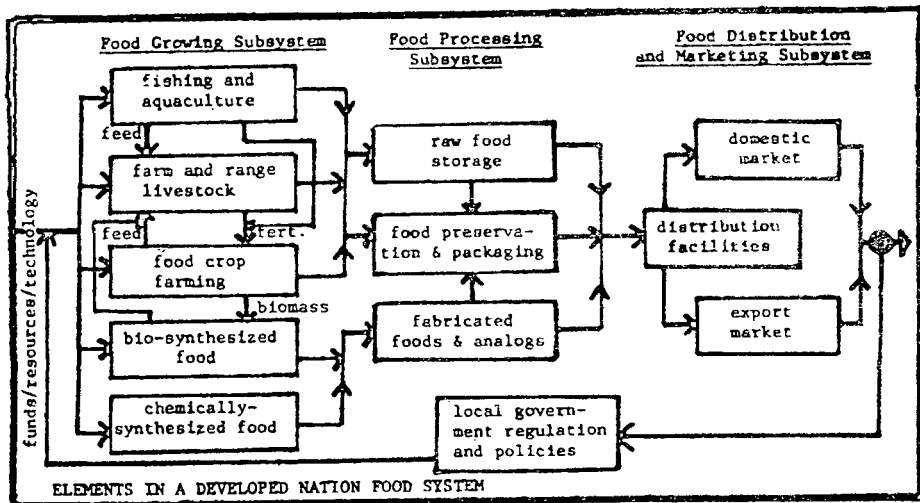 Food Growing Subsystem
Food Processing
Subsystem
Food Distribution
and Marketing Subsystem
fishing and
aquaculture
feed
farm and range
livestock
feed
fert.
food crop
farming
biomass
bio-synthesized
food
chemically-
synthesized food
funds/resources/technology
raw food
storage
food preserva-
tion & packaging
fabricated
foods & analogs
domestic
market
distribution
facilities
export
market
local govern-
ment regulation
and policies
ELEMENTS IN A DEVELOPED NATION FOOD SYSTEM